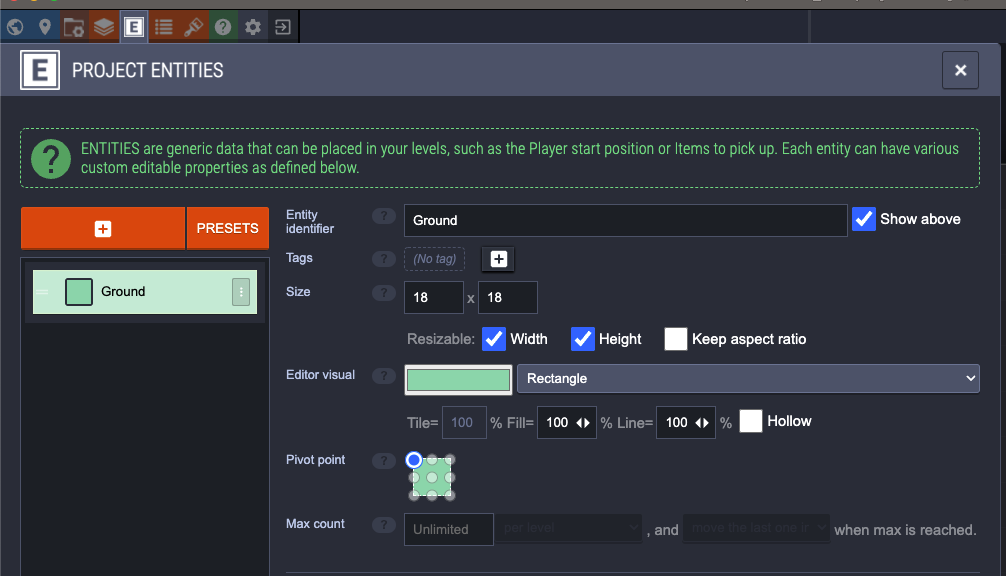 E
?
E
PROJECT ENTITIES
×
?
ENTITIES are generic data that can be placed in your levels, such as the Player start position or Items to pick up. Each entity can have various
custom editable properties as defined below.
PRESETS
Ground
Entity
identifier
?
Ground
Show above
Tags
?
(No tag)
Size
?
18
x
18
Resizable:
Width
Height
Keep aspect ratio
Editor visual
?
Rectangle
Tile= 100 % Fill= 100 % Line= 100 % Hollow
Pivot point
?
Max count
?
Unlimited
per level
, and
move the last one
when max is reached.